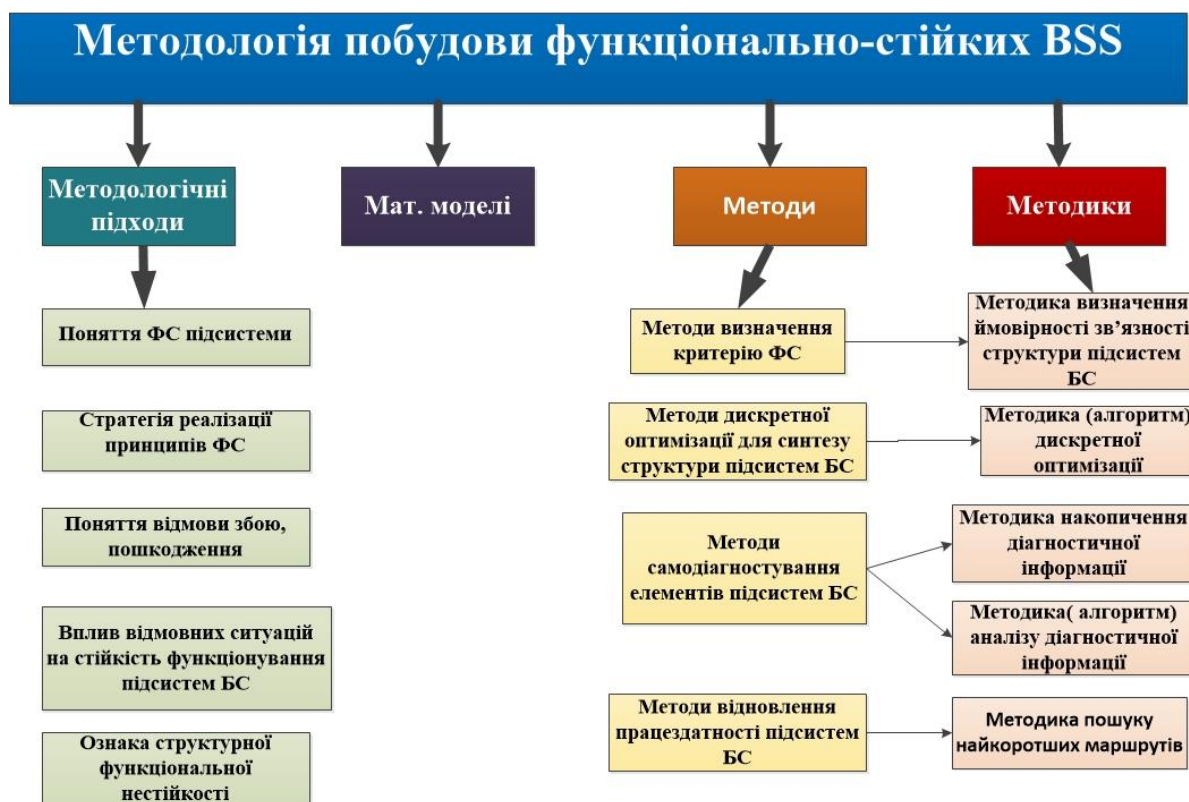 Методологія побудови функціонально-стійких BSS
Методологічні
підходи
Мат. моделі
Методи
Методики
Поняття ФС підсистеми
Стратегія реалізації
принципів ФС
Поняття відмови збою,
пошкодження
Вплив відмовних ситуацій
на стійкість функціонування
підсистем БС
Ознака структурної
функціональної
нестійкості
Методи визначення
критерію ФС
Методи дискретної
оптимізації для синтезу
структури підсистем БС
Методи
самодіагностування
елементів підсистем БС
Методи відновлення
працездатності підсистем
БС
Методика визначення
ймовірності зв’язності
структури підсистем
БС
Методика (алгоритм)
дискретної
оптимізації
Методика накопичення
діагностичної
інформації
Методика( алгоритм)
аналізу діагностичної
інформації
Методика пошуку
найкоротших маршрутів